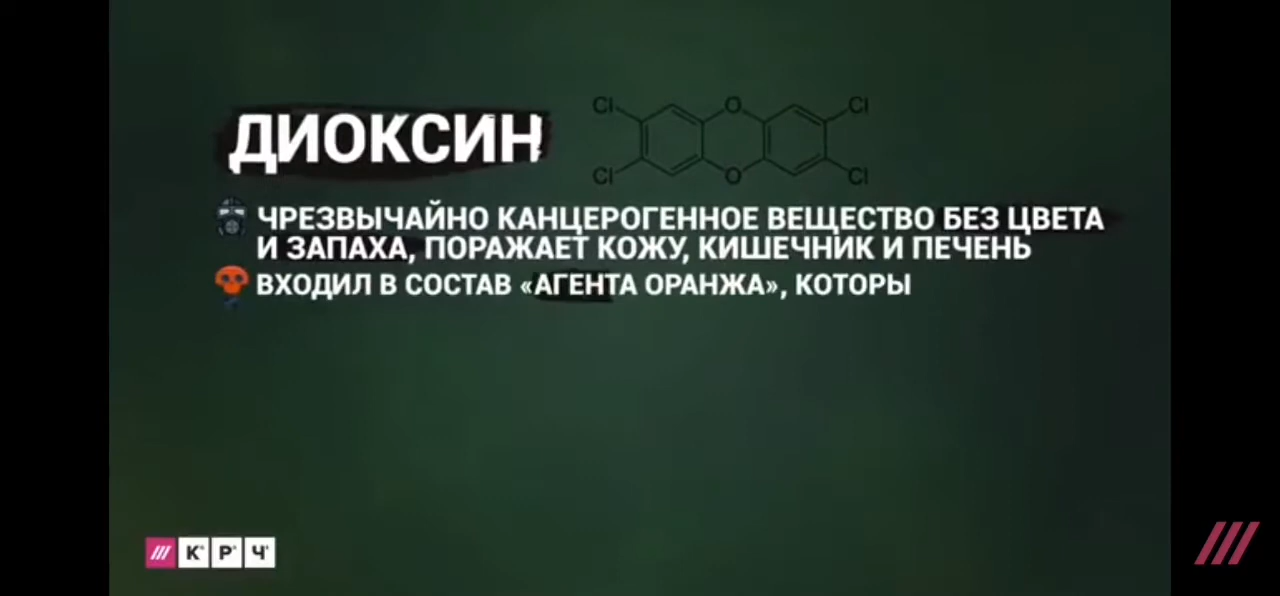 ДИОКСИН
Cl O Cl
Cl O Cl
ЧРЕЗВЫЧАЙНО КАНЦЕРОГЕННОЕ ВЕЩЕСТВО БЕЗ ЦВЕТА
И ЗАПАХА, ПОРАЖАЕТ КОЖУ, КИШЕЧНИК И ПЕЧЕНЬ
ВХОДИЛ В СОСТАВ «АГЕНТА ОРАНЖА», КОТОРЫ
/// К Р Ч
///